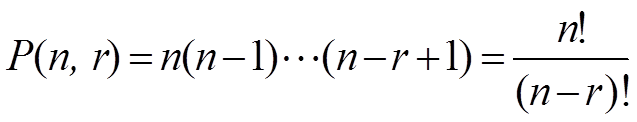 P(n, r) = n(n−1)⋯(n−r+1) = n!/(n−r)!